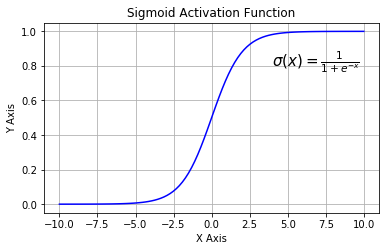 Sigmoid Activation Function
Y Axis
1.0
0.8
0.6
0.4
0.2
0.0
σ(x) = 1/(1 + e^{-x})
−10.0 −7.5 −5.0 −2.5 0.0 2.5 5.0 7.5 10.0
X Axis